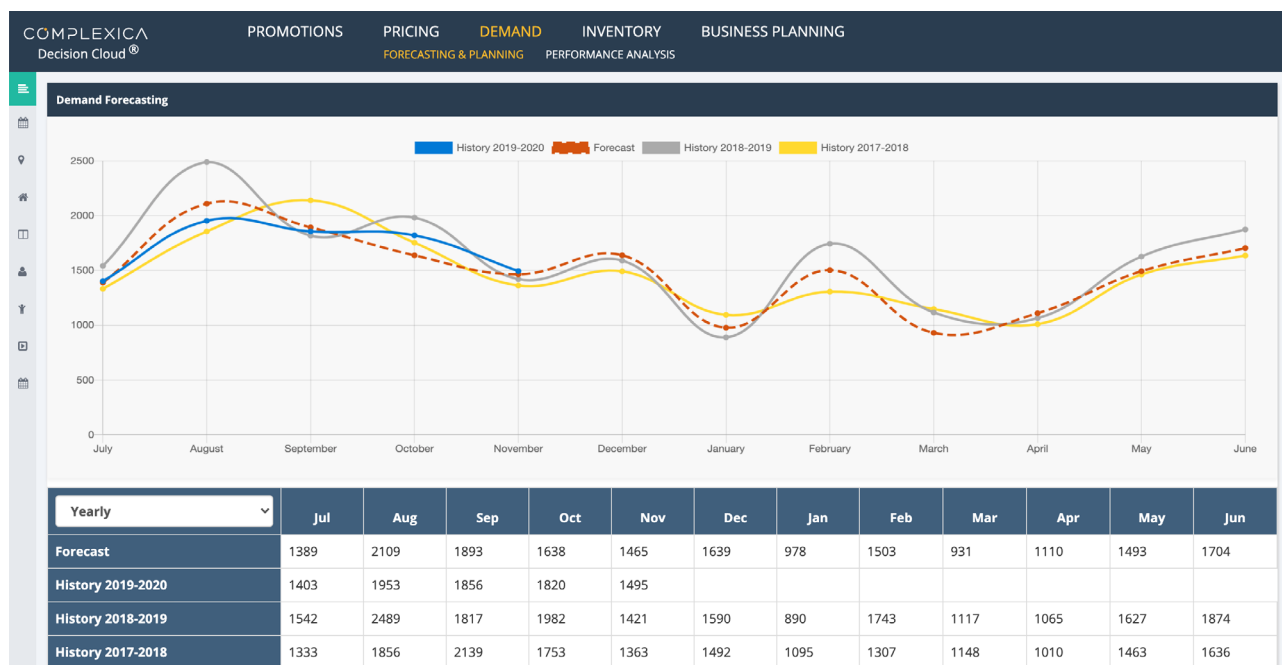 COMPLEXICA
Decision Cloud ®
PROMOTIONS PRICING DEMAND INVENTORY BUSINESS PLANNING
FORECASTING & PLANNING PERFORMANCE ANALYSIS
Demand Forecasting
History 2019-2020 Forecast History 2018-2019 History 2017-2018
2500
2000
1500
1000
500
0
July August September October November December January February March April May June
Yearly Jul Aug Sep Oct Nov Dec Jan Feb Mar Apr May Jun
Forecast 1389 2109 1893 1638 1465 1639 978 1503 931 1110 1493 1704
History 2019-2020 1403 1953 1856 1820 1495
History 2018-2019 1542 2489 1817 1982 1421 1590 890 1743 1117 1065 1627 1874
History 2017-2018 1333 1856 2139 1753 1363 1492 1095 1307 1148 1010 1463 1636